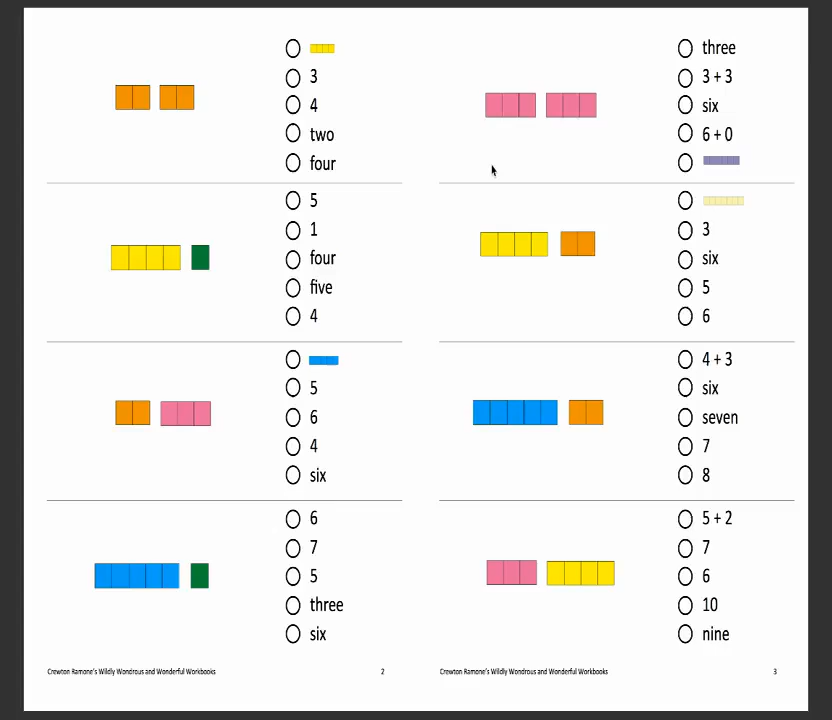 3
4
two
four
5
1
four
five
4
5
6
4
six
6
7
5
three
six
Crewton Ramone's Wildly Wondrous and Wonderful Workbooks 2
three
3 + 3
six
6 + 0
3
six
5
6
4 + 3
six
seven
7
8
5 + 2
7
6
10
nine
Crewton Ramone's Wildly Wondrous and Wonderful Workbooks 3